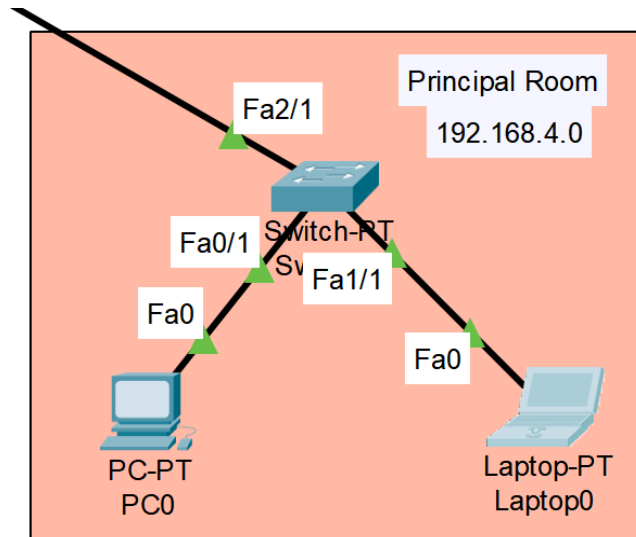 Principal Room
192.168.4.0
Fa2/1
Switch-PT
Fa0/1
Fa1/1
Fa0
Fa0
PC-PT
PC0
Laptop-PT
Laptop0